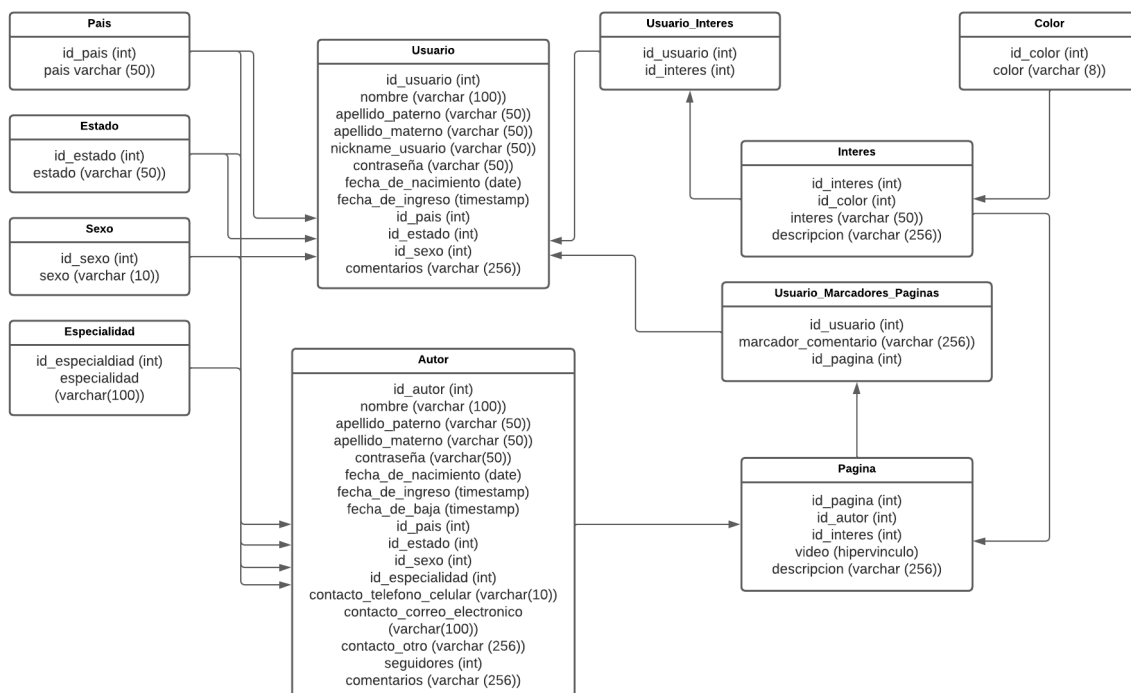 Pais
id_pais (int)
pais varchar (50))
Estado
id_estado (int)
estado (varchar (50))
Sexo
id_sexo (int)
sexo (varchar (10))
Especialidad
id_especialdiad (int)
especialidad
(varchar(100))
Usuario
id_usuario (int)
nombre (varchar (100))
apellido_paterno (varchar (50))
apellido_materno (varchar (50))
nickname_usuario (varchar (50))
contraseña (varchar (50))
fecha_de_nacimiento (date)
fecha_de_ingreso (timestamp)
id_pais (int)
id_estado (int)
id_sexo (int)
comentarios (varchar (256))
Autor
id_autor (int)
nombre (varchar (100))
apellido_paterno (varchar (50))
apellido_materno (varchar (50))
contraseña (varchar(50))
fecha_de_nacimiento (date)
fecha_de_ingreso (timestamp)
fecha_de_baja (timestamp)
id_pais (int)
id_estado (int)
id_sexo (int)
id_especialidad (int)
contacto_telefono_celular (varchar(10))
contacto_correo_electronico
(varchar(100))
contacto_otro (varchar (256))
seguidores (int)
comentarios (varchar (256))
Usuario_Interes
id_usuario (int)
id_interes (int)
Color
id_color (int)
color (varchar (8))
Interes
id_interes (int)
id_color (int)
interes (varchar (50))
descripcion (varchar (256))
Usuario_Marcadores_Paginas
id_usuario (int)
marcador_comentario (varchar (256))
id_pagina (int)
Pagina
id_pagina (int)
id_autor (int)
id_interes (int)
video (hipervinculo)
descripcion (varchar (256))